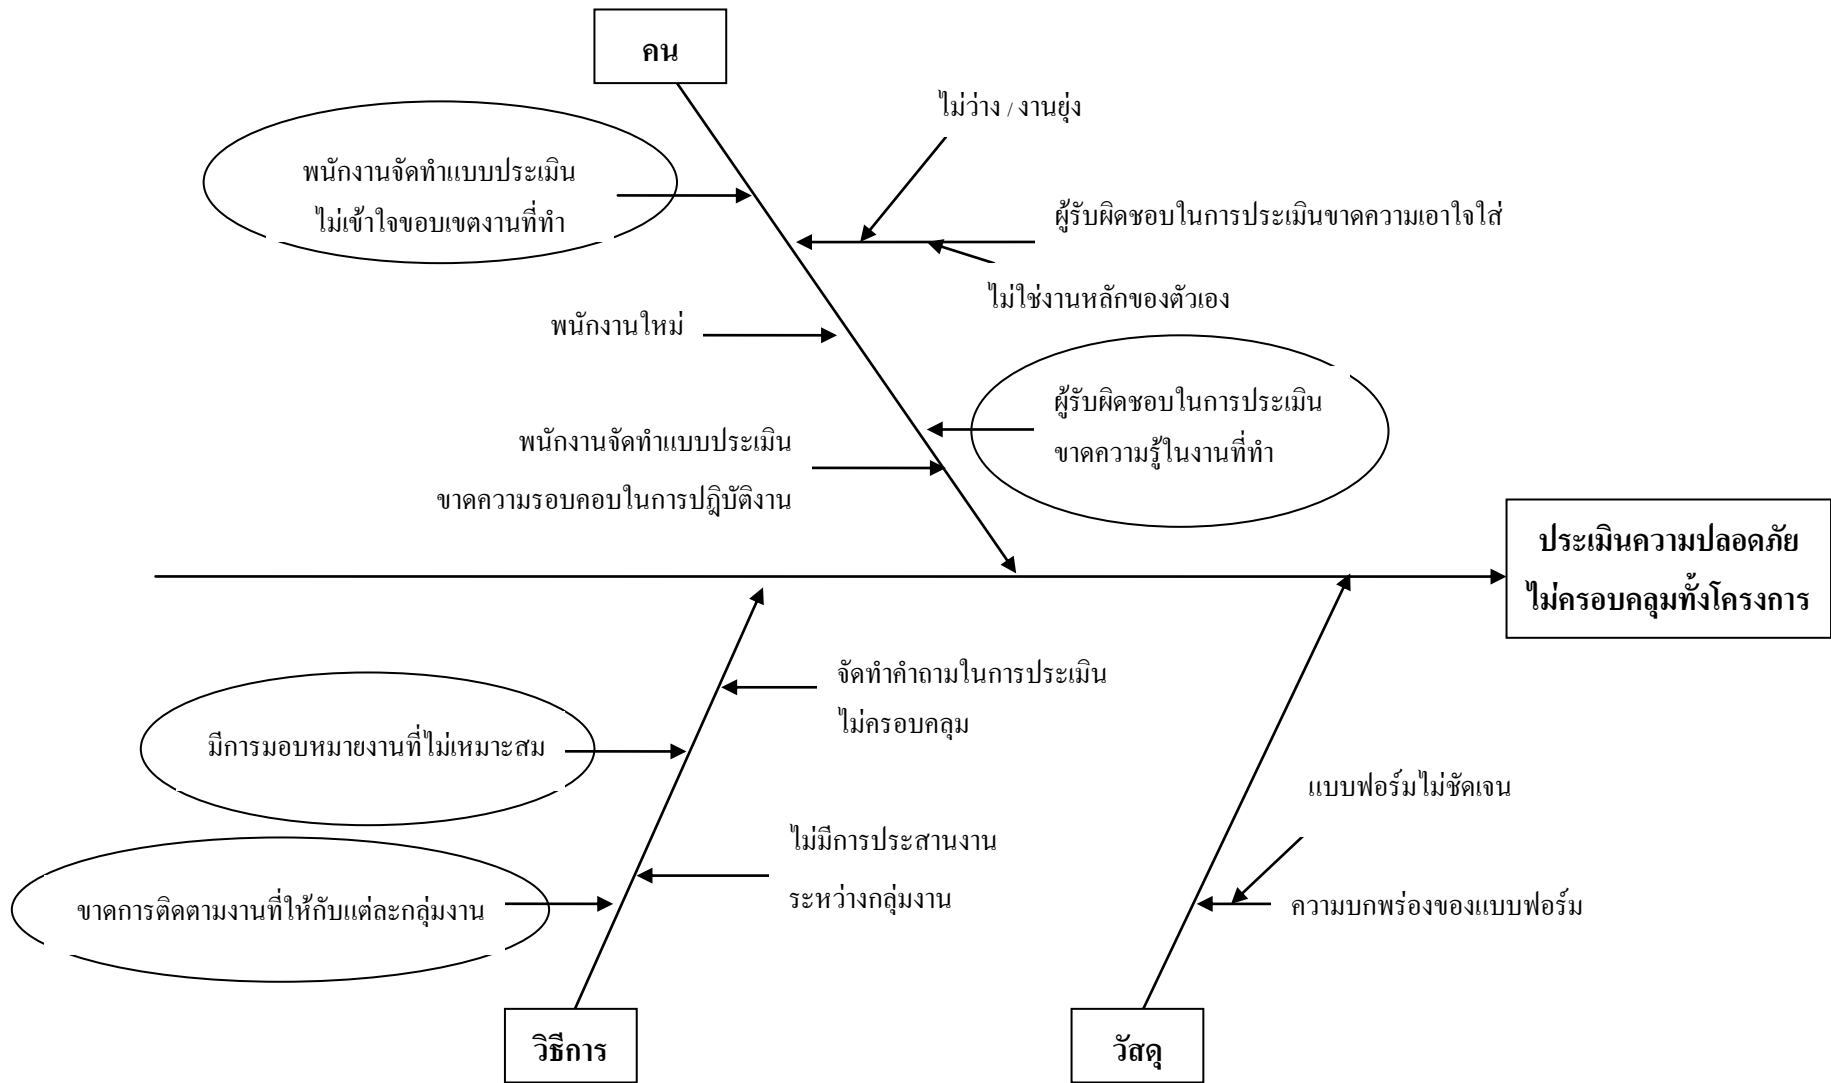 คน
ไม่ว่าง / งานยุ่ง
พนักงานจัดทำแบบประเมิน
ไม่เข้าใจขอบเขตงานที่ทำ
ผู้รับผิดชอบในการประเมินขาดความเอาใจใส่
ไม่ใช่งานหลักของตัวเอง
พนักงานใหม่
ผู้รับผิดชอบในการประเมิน
ขาดความรู้ในงานที่ทำ
พนักงานจัดทำแบบประเมิน
ขาดความรอบคอบในการปฎิบัติงาน
ประเมินความปลอดภัย
ไม่ครอบคลุมทั้งโครงการ
จัดทำคำถามในการประเมิน
ไม่ครอบคลุม
มีการมอบหมายงานที่ไม่เหมาะสม
แบบฟอร์มไม่ชัดเจน
ไม่มีการประสานงาน
ระหว่างกลุ่มงาน
ขาดการติดตามงานที่ให้กับแต่ละกลุ่มงาน
ความบกพร่องของแบบฟอร์ม
วิธีการ
วัสดุ